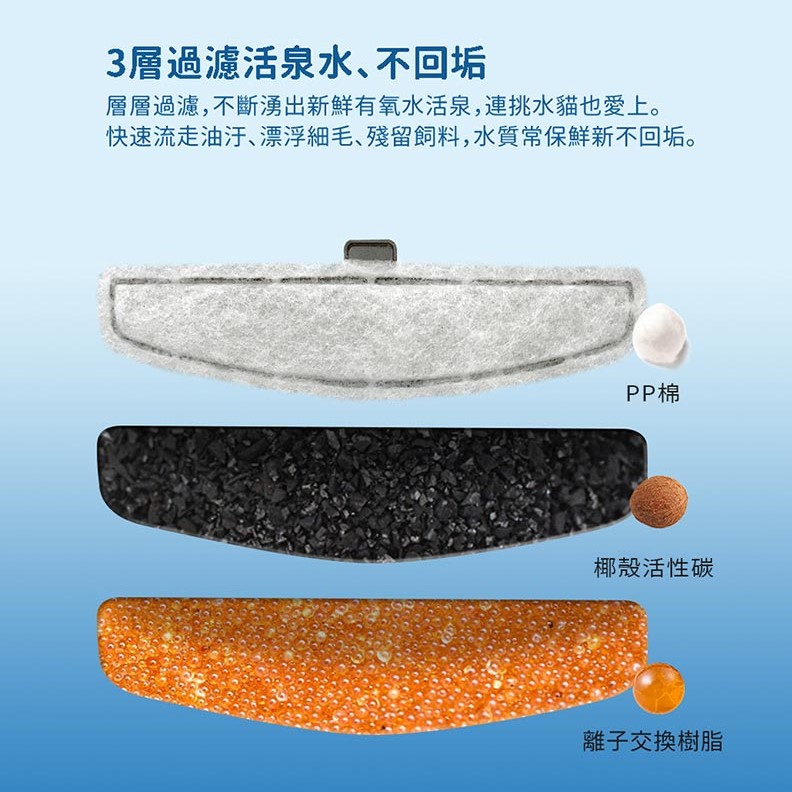 3層過濾活泉水、不回垢
層層過濾,不斷湧出新鮮有氧水活泉,連挑水貓也愛上。
快速流走油汙、漂浮細毛、殘留飼料,水質常保鮮新不回垢。
PP棉
椰殼活性碳
離子交換樹脂